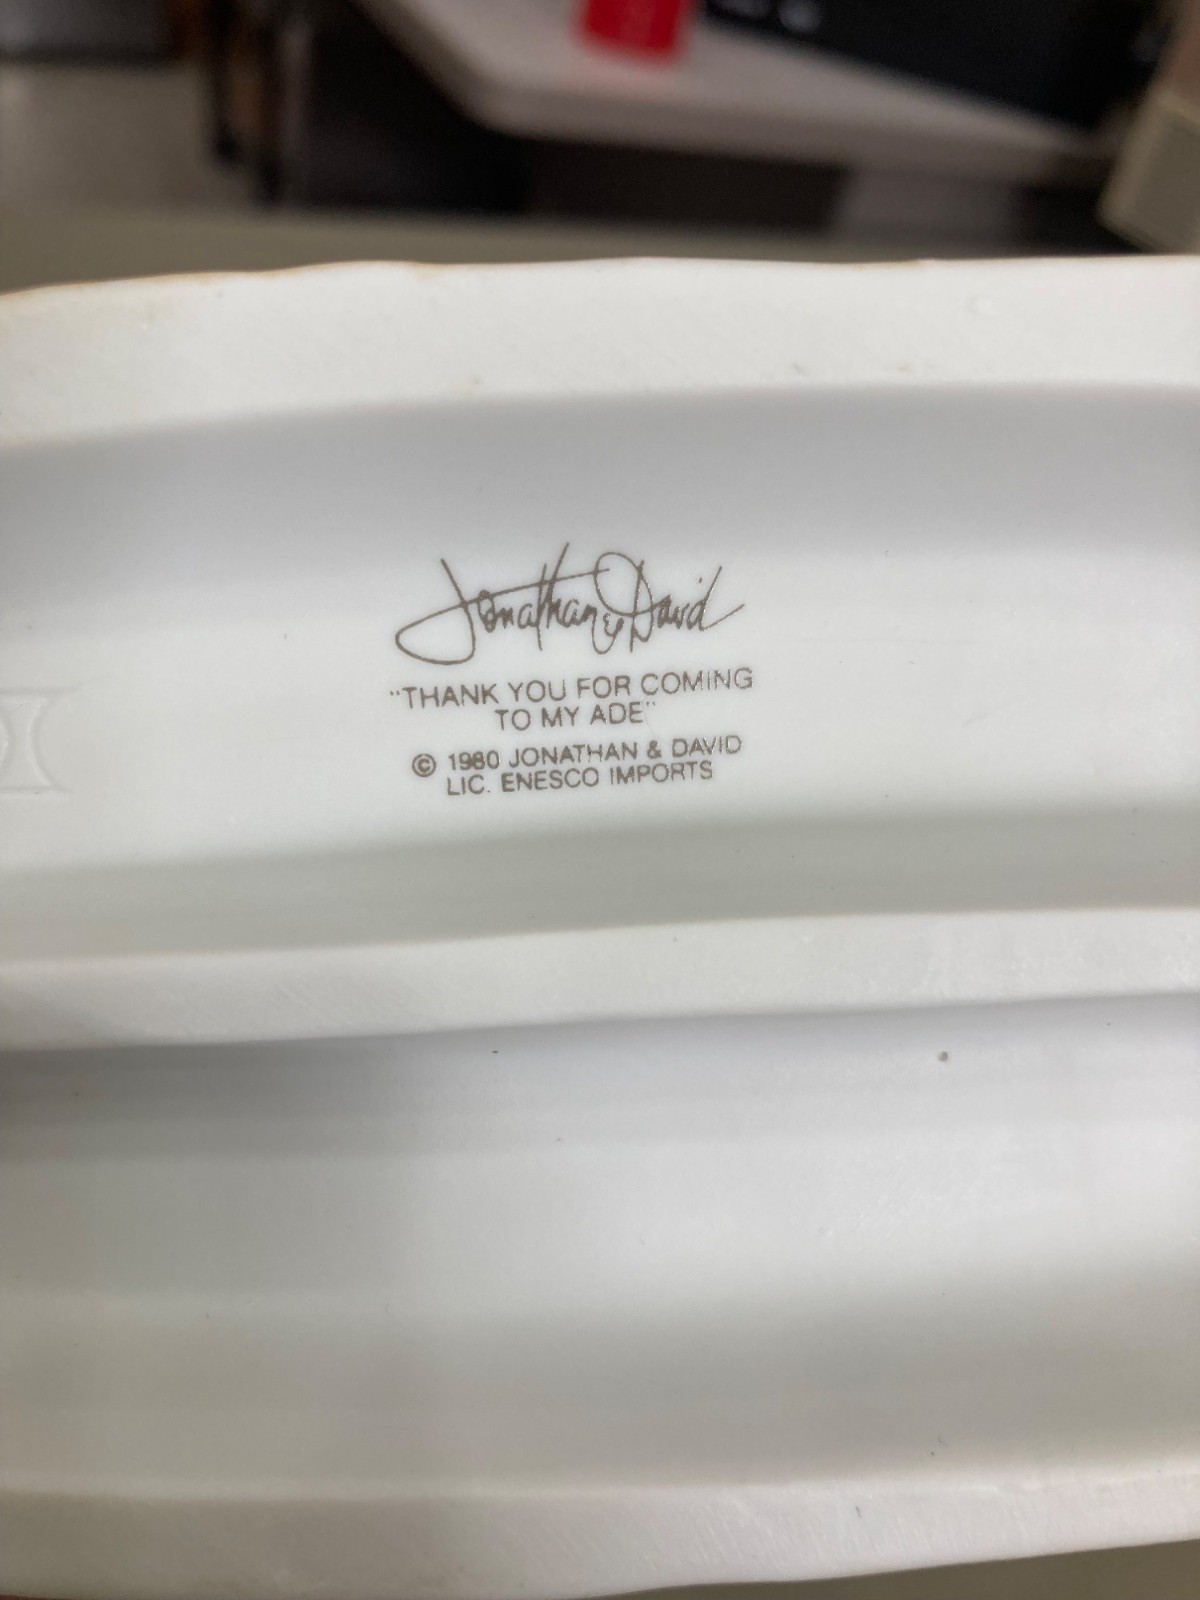 Jonathan & David
"THANK YOU FOR COMING
TO MY ADE"
© 1980 JONATHAN & DAVID
LIC. ENESCO IMPORTS